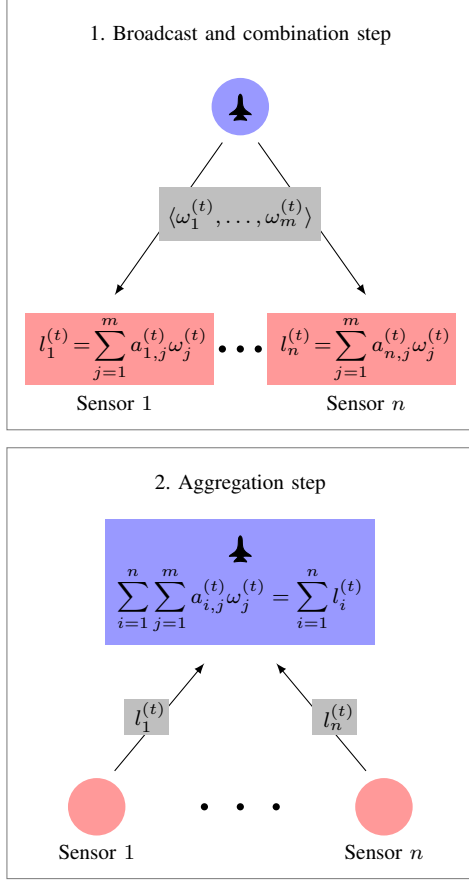 1. Broadcast and combination step
⟨ω_1^{(t)}, . . . , ω_m^{(t)}⟩
l_1^{(t)} = \sum_{j=1}^{m} a_{1,j}^{(t)} ω_j^{(t)} • • • l_n^{(t)} = \sum_{j=1}^{m} a_{n,j}^{(t)} ω_j^{(t)}
Sensor 1 Sensor n
2. Aggregation step
\sum_{i=1}^{n} \sum_{j=1}^{m} a_{i,j}^{(t)} ω_j^{(t)} = \sum_{i=1}^{n} l_i^{(t)}
l_1^{(t)} l_n^{(t)}
• • •
Sensor 1 Sensor n